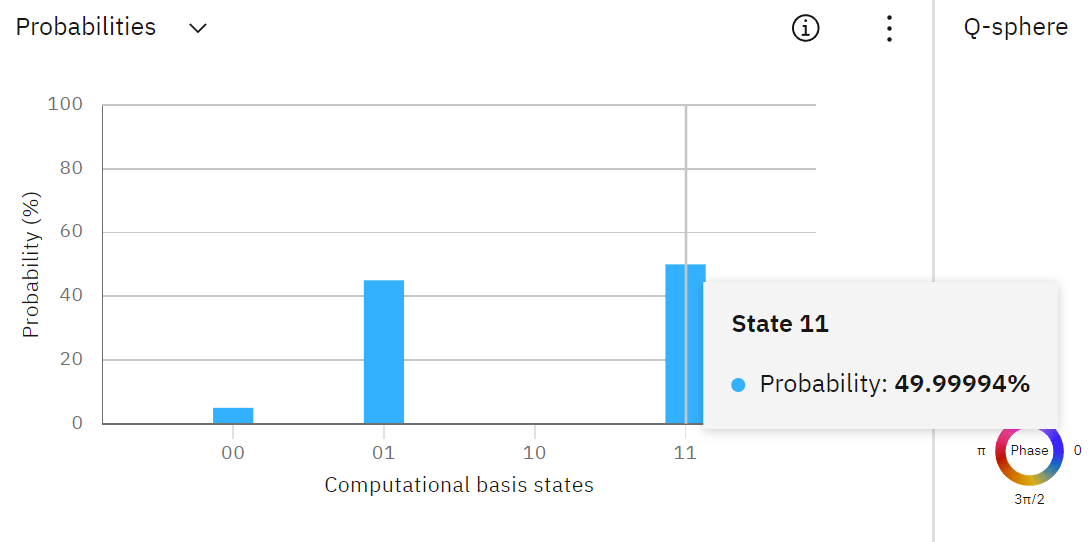 Probabilities
Q-sphere
Probability (%)
100
80
60
40
20
0
00
01
10
11
Computational basis states
State 11
Probability: 49.99994%
π
Phase
0
3π/2